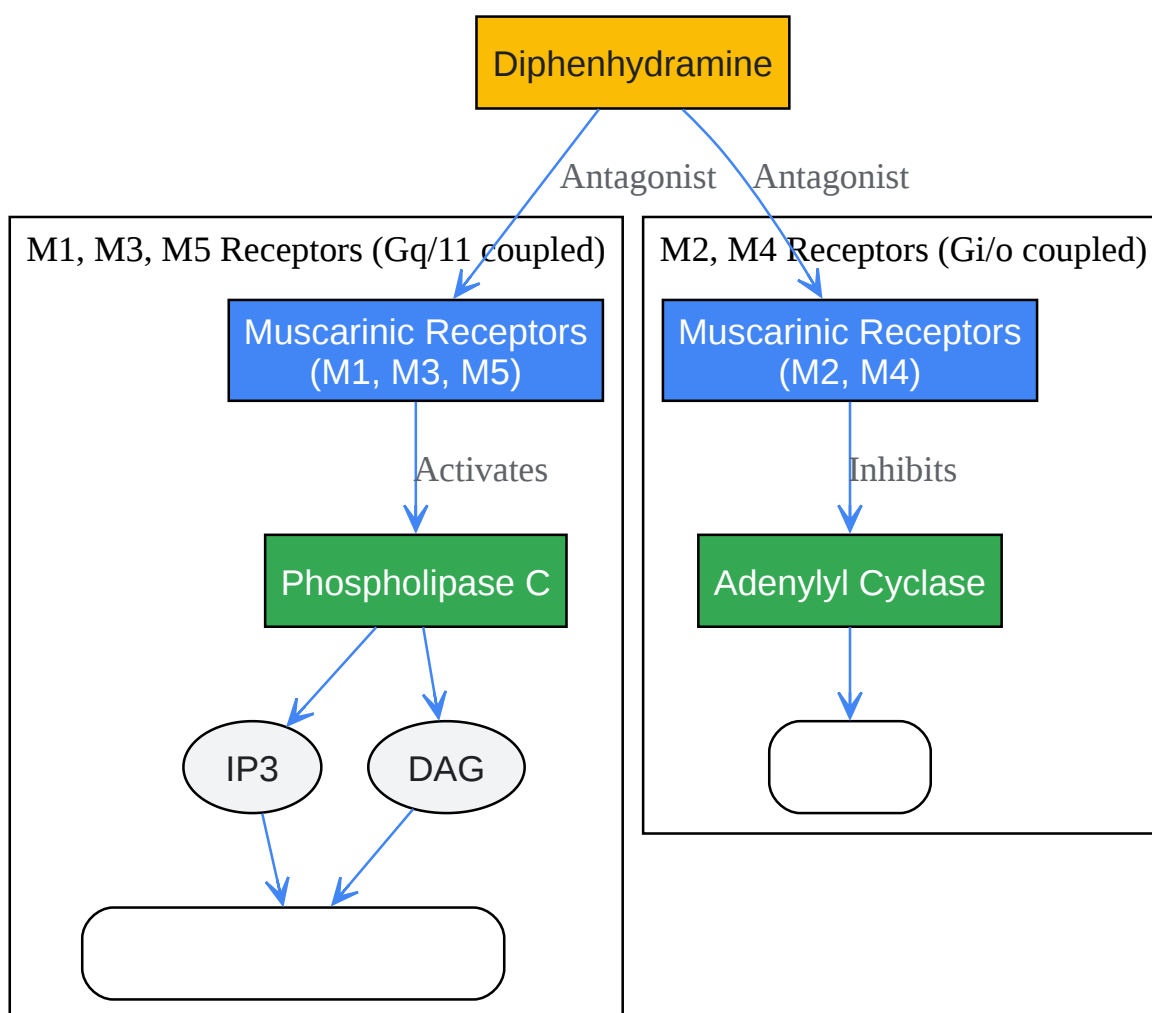 Diphenhydramine
Antagonist
Antagonist
M1, M3, M5 Receptors (Gq/11 coupled)
Muscarinic Receptors
(M1, M3, M5)
Activates
Phospholipase C
IP3
DAG
M2, M4 Receptors (Gi/o coupled)
Muscarinic Receptors
(M2, M4)
Inhibits
Adenylyl Cyclase